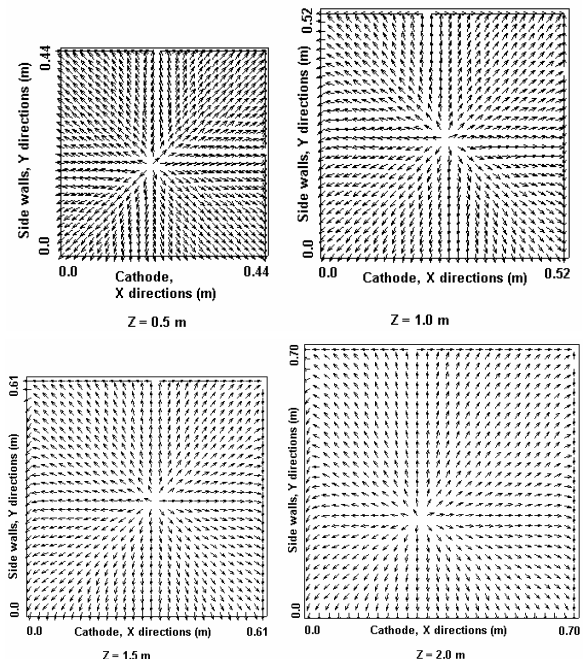 0.44
Side walls, Y directions (m)
0.0
0.0
0.44
Cathode,
X directions (m)
Z = 0.5 m
0.52
Side walls, Y directions (m)
0.0
0.0
0.52
Cathode, X directions (m)
Z = 1.0 m
0.61
Side walls, Y directions (m)
0.0
0.0
Cathode, X directions (m)
0.61
Z = 1.5 m
0.70
Side walls, Y directions (m)
0.0
0.0
Cathode, X directions (m)
0.70
Z = 2.0 m